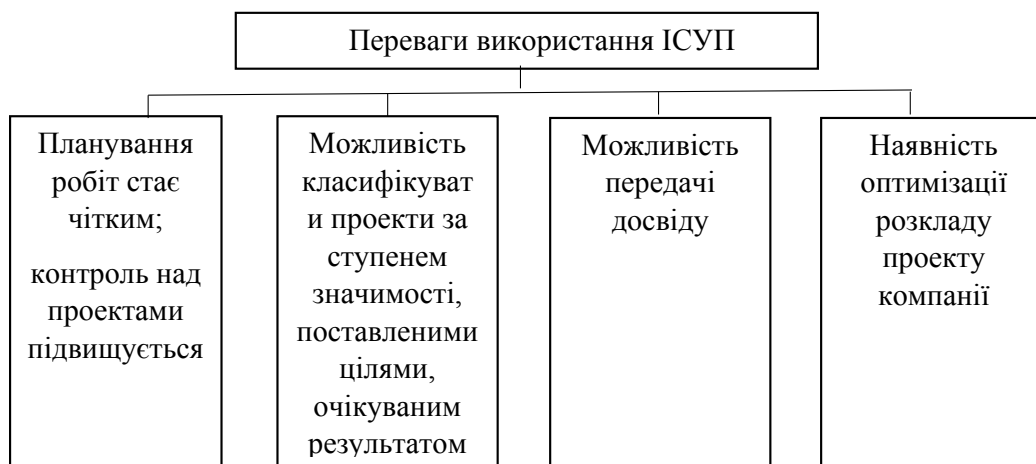 Переваги використання ІСУП
Планування
робіт стає
чітким;
контроль над
проектами
підвищується
Можливість
класифікуват
и проекти за
ступенем
значимості,
поставленими
цілями,
очікуваним
результатом
Можливість
передачі
досвіду
Наявність
оптимізації
розкладу
проекту
компанії